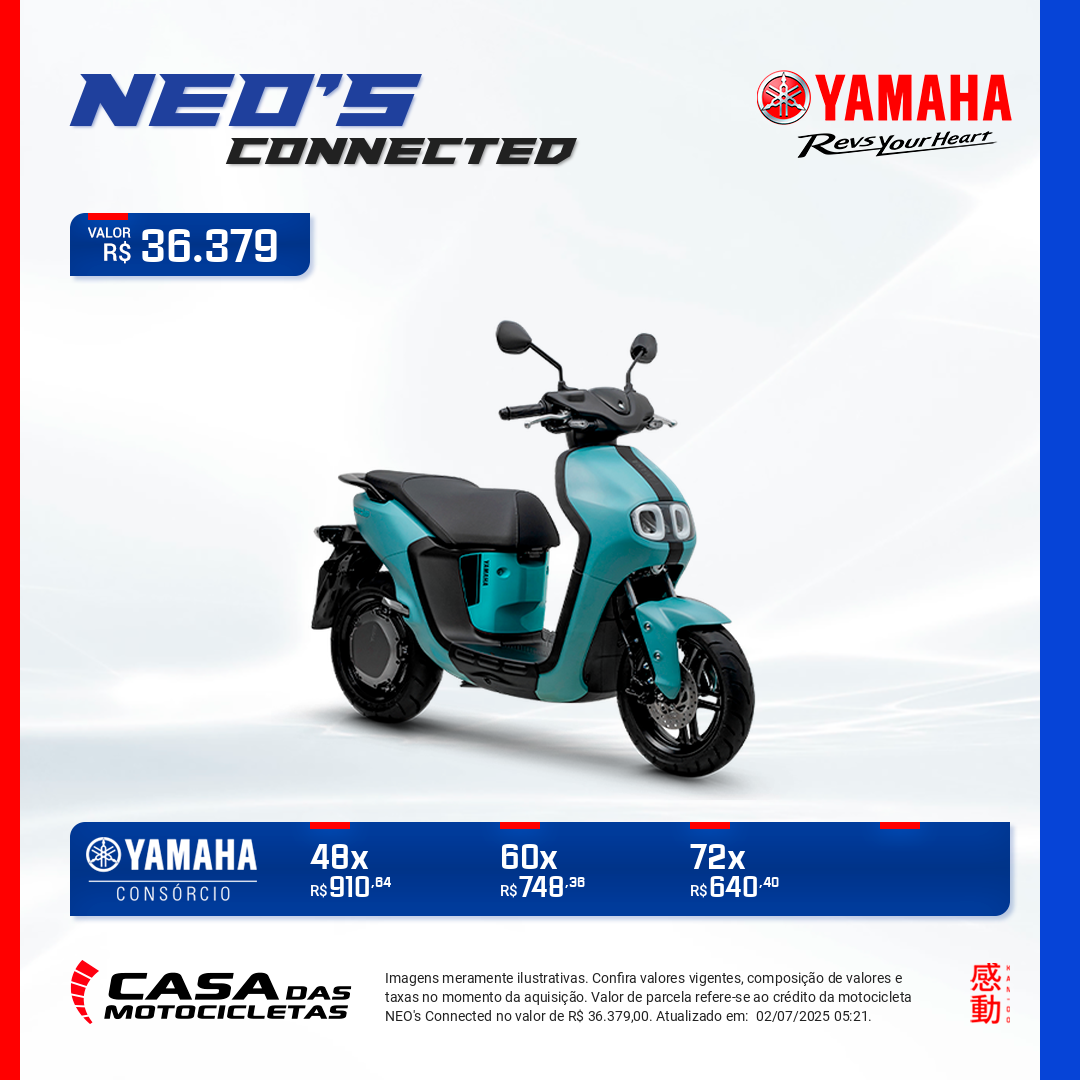 NEO'S
CONNECTED
YAMAHA
Revs Your Heart
VALOR
R$ 36.379
YAMAHA
YAMAHA
CONSÓRCIO
48x
R$ 910,64
60x
R$ 748,36
72x
R$ 640,40
CASA DAS
MOTOCICLETAS
Imagens meramente ilustrativas. Confira valores vigentes, composição de valores e
taxas no momento da aquisição. Valor de parcela refere-se ao crédito da motocicleta
NEO's Connected no valor de R$ 36.379,00. Atualizado em: 02/07/2025 05:21.
感動